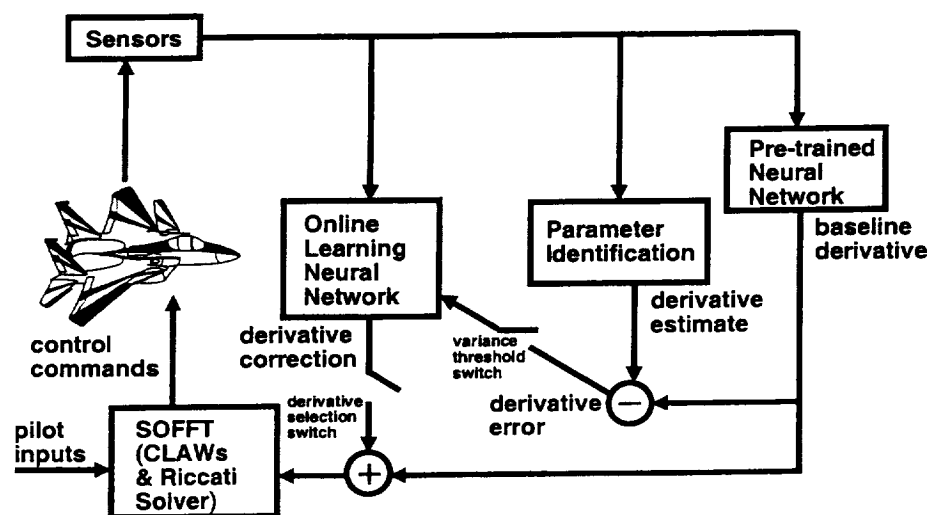 Sensors
Pre-trained
Neural
Network
Online
Learning
Neural
Network
Parameter
Identification
baseline
derivative
derivative
estimate
derivative
correction
variance
threshold
switch
control
commands
derivative
selection
switch
derivative
error
−
pilot
inputs
SOFFT
(CLAWs
& Riccati
Solver)
+